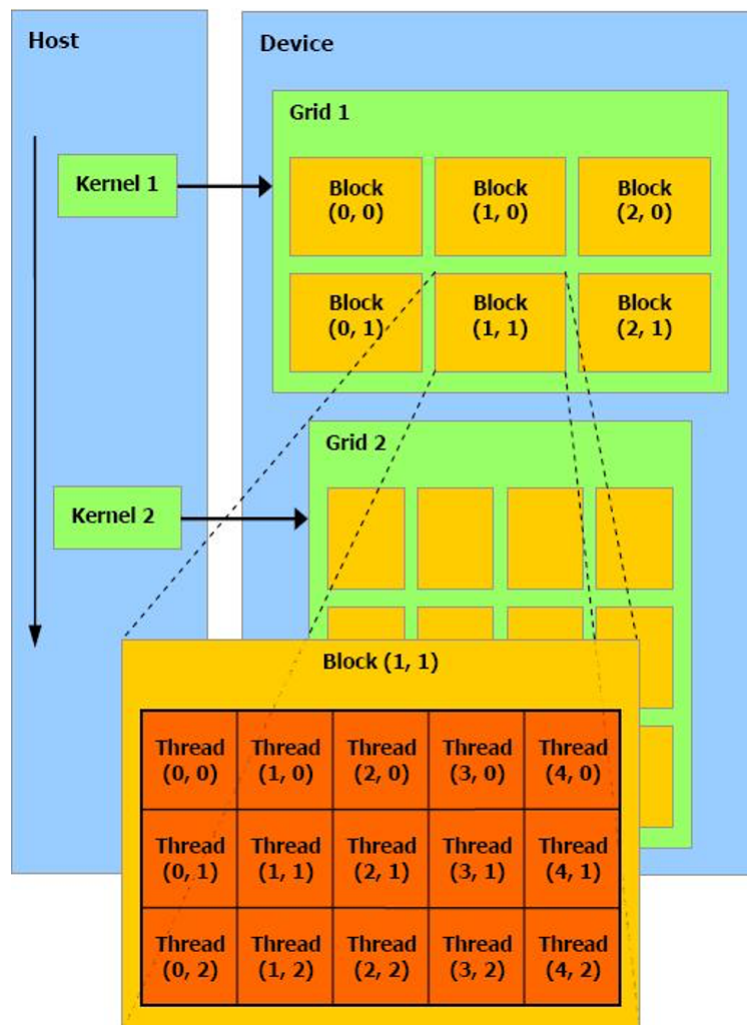 Host
Device
Grid 1
Kernel 1
Block
(0, 0)
Block
(1, 0)
Block
(2, 0)
Block
(0, 1)
Block
(1, 1)
Block
(2, 1)
Grid 2
Kernel 2
Block (1, 1)
Thread
(0, 0)
Thread
(1, 0)
Thread
(2, 0)
Thread
(3, 0)
Thread
(4, 0)
Thread
(0, 1)
Thread
(1, 1)
Thread
(2, 1)
Thread
(3, 1)
Thread
(4, 1)
Thread
(0, 2)
Thread
(1, 2)
Thread
(2, 2)
Thread
(3, 2)
Thread
(4, 2)